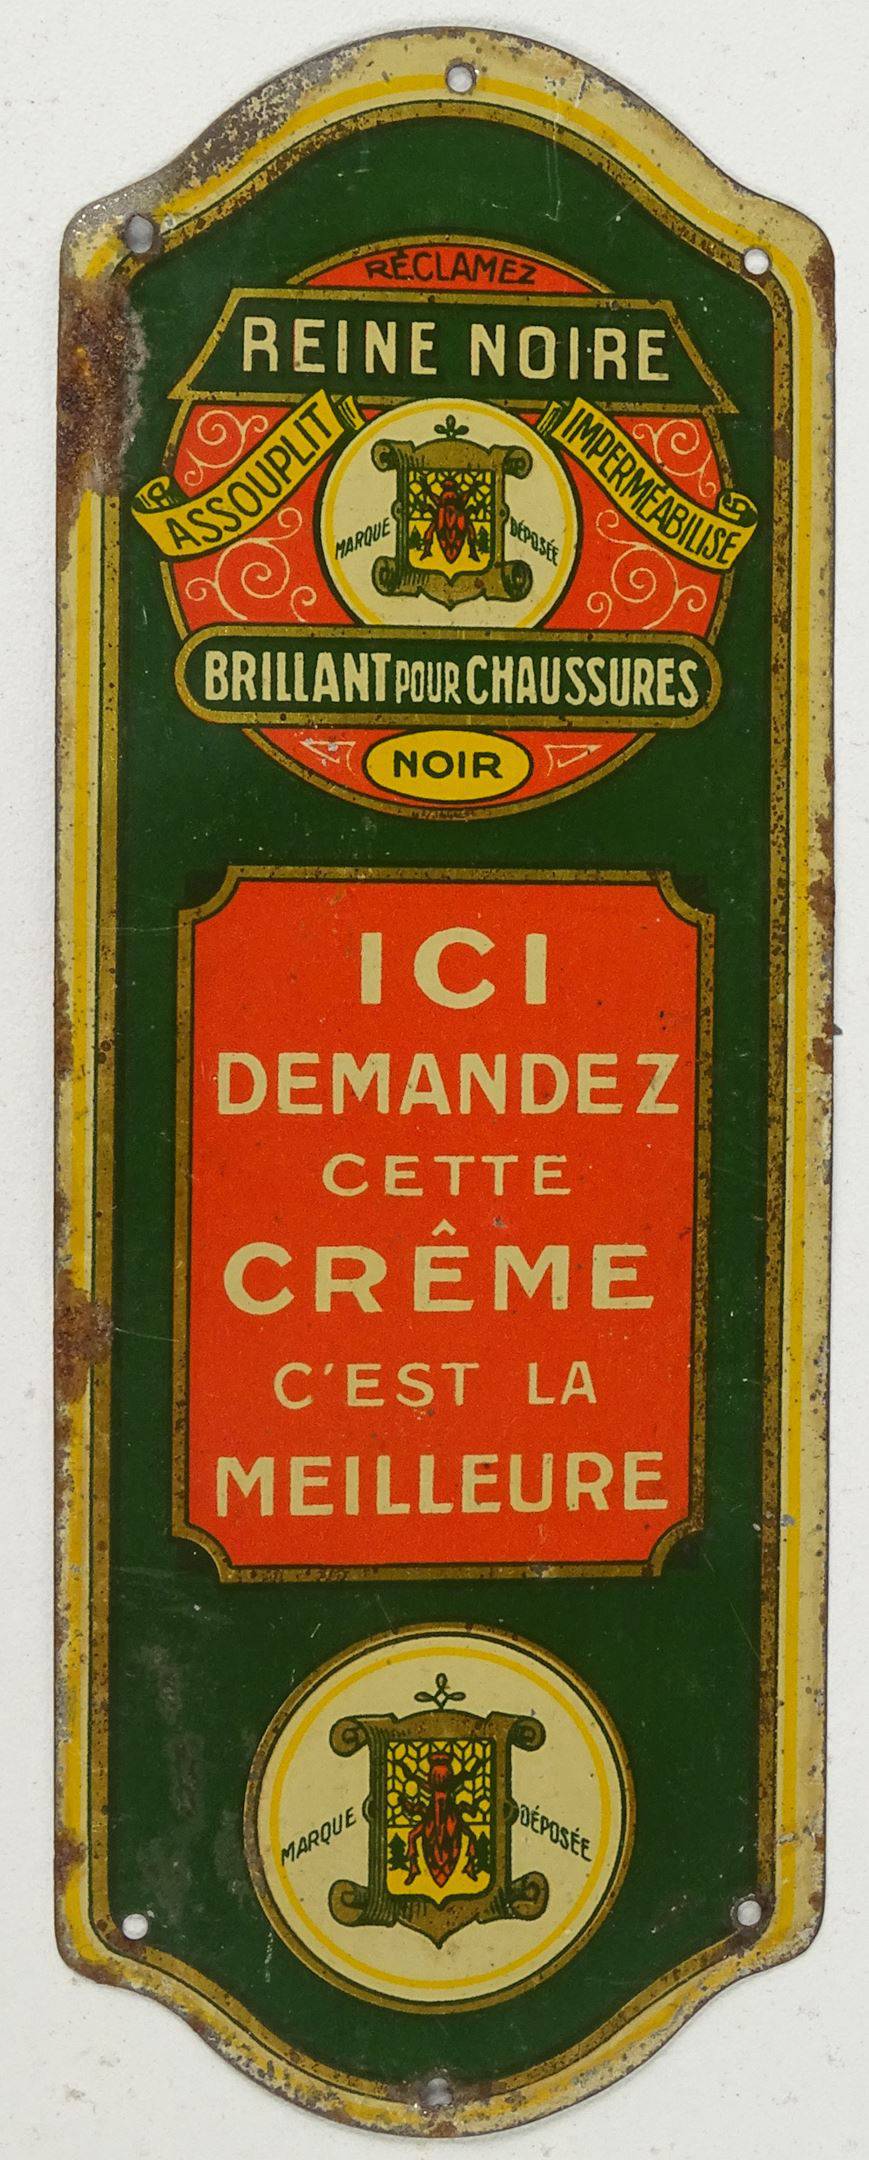 RÉCLAMEZ
REINE NOIRE
ASSOUPLIT
IMPERMÉABILISE
MARQUE DÉPOSÉE
BRILLANT POUR CHAUSSURES
NOIR
ICI
DEMANDEZ
CETTE
CRÊME
C'EST LA
MEILLEURE
MARQUE DÉPOSÉE